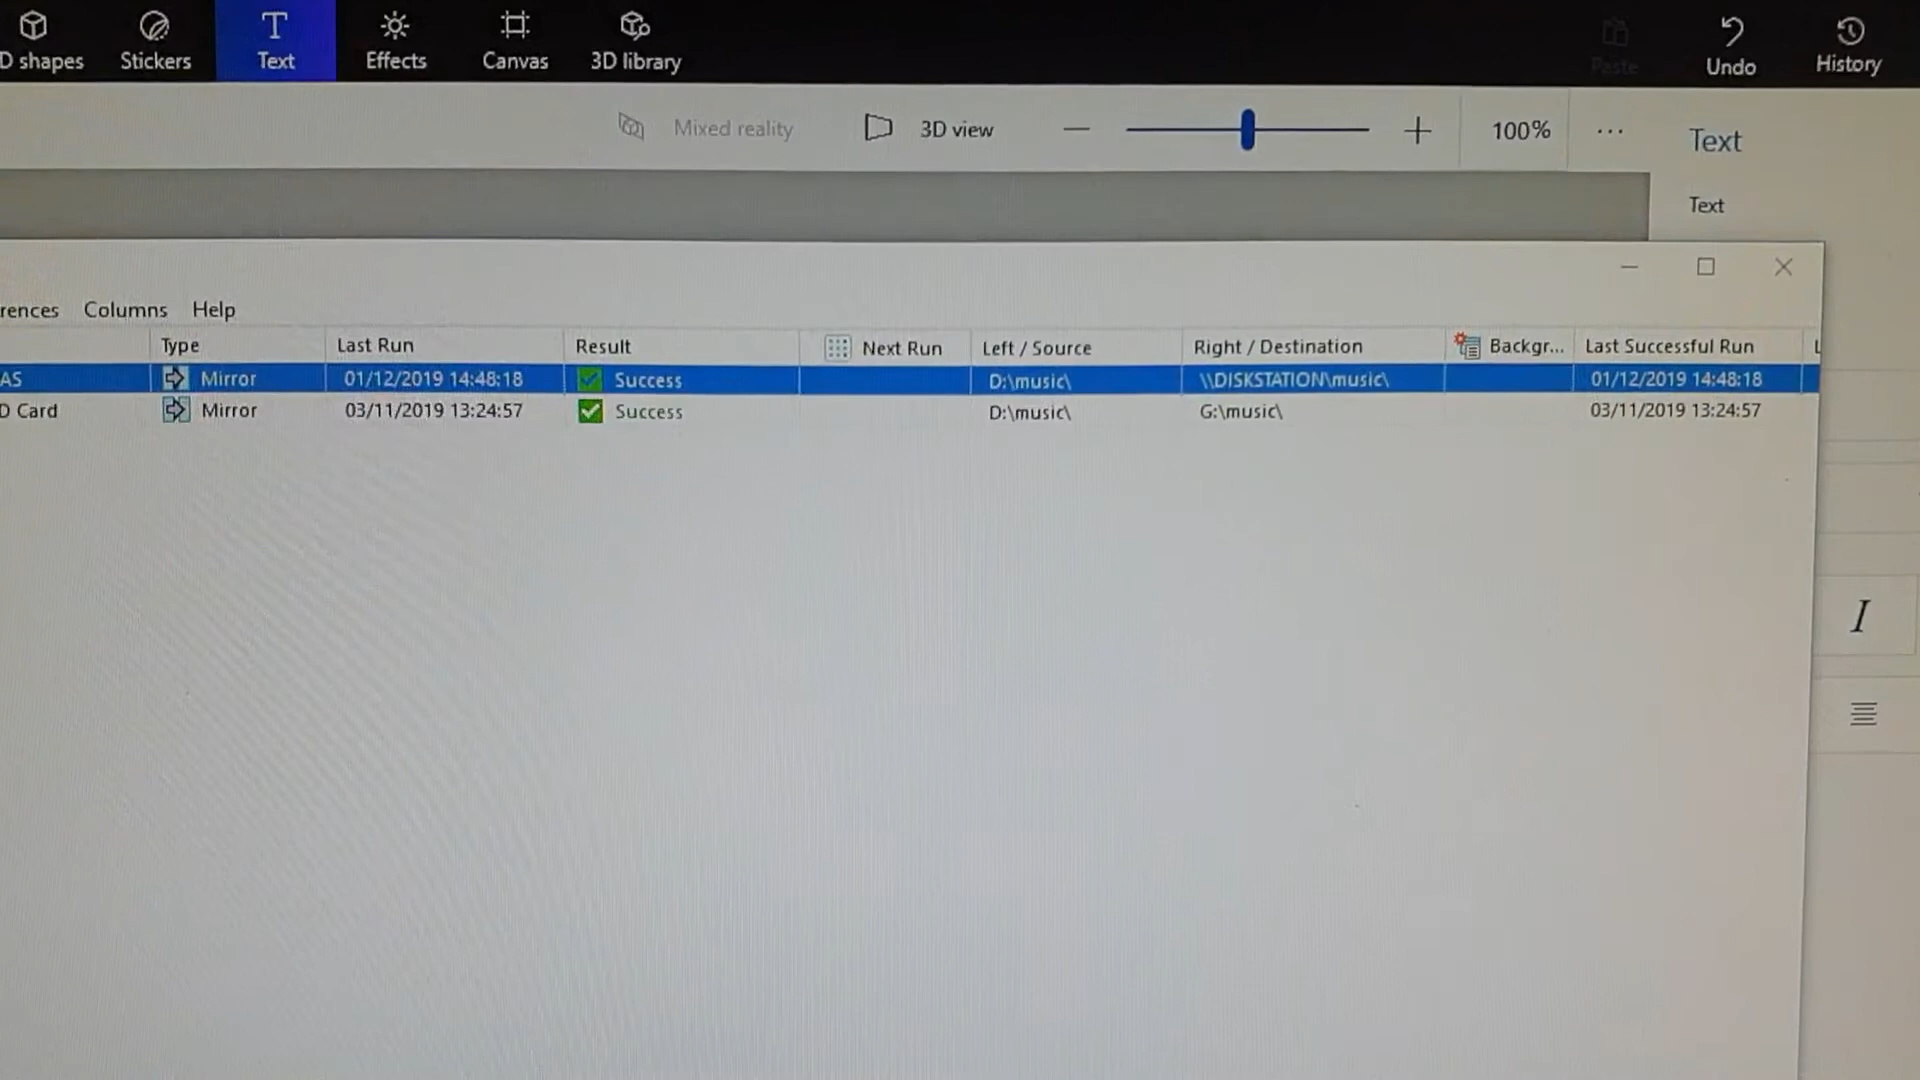 D shapes Stickers Text Effects Canvas 3D library Paste Undo History
Mixed reality 3D view 100% ... Text
Text
rences Columns Help
Type Last Run Result Next Run Left / Source Right / Destination Backgr... Last Successful Run L
AS Mirror 01/12/2019 14:48:18 Success D:\music\ \\DISKSTATION\music\ 01/12/2019 14:48:18
D Card Mirror 03/11/2019 13:24:57 Success D:\music\ G:\music\ 03/11/2019 13:24:57
I